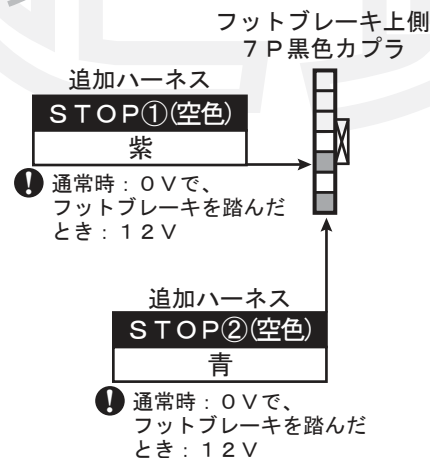 フットブレーキ上側
７Ｐ黒色カプラ
追加ハーネス
ＳＴＯＰ①(空色)
紫
! 通常時：０Ｖで、
フットブレーキを踏んだ
とき：１２Ｖ
追加ハーネス
ＳＴＯＰ②(空色)
青
! 通常時：０Ｖで、
フットブレーキを踏んだ
とき：１２Ｖ